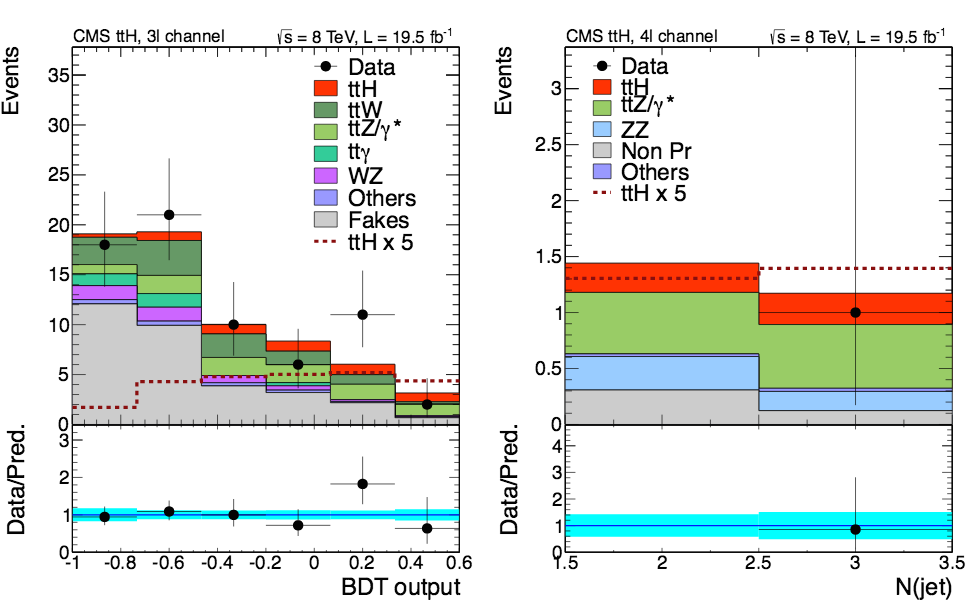 CMS ttH, 3l channel
√s = 8 TeV, L = 19.5 fb⁻¹
Events
35
30
25
20
15
10
5
0
Data
ttH
ttW
ttZ/γ*
ttγ
WZ
Others
Fakes
ttH x 5
Data/Pred.
3
2
1
0
-1 -0.8 -0.6 -0.4 -0.2 0 0.2 0.4 0.6
BDT output
CMS ttH, 4l channel
√s = 8 TeV, L = 19.5 fb⁻¹
Events
3
2.5
2
1.5
1
0.5
0
Data
ttH
ttZ/γ*
ZZ
Non Pr
Others
ttH x 5
Data/Pred.
4
3
2
1
0
1.5 2 2.5 3 3.5
N(jet)